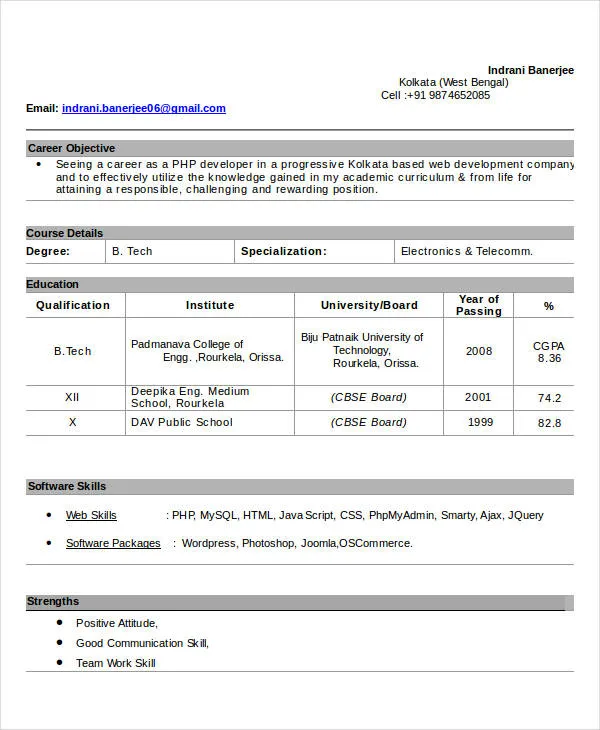 Indrani Banerjee
Kolkata (West Bengal)
Cell :+91 9874652085
Email: indrani.banerjee06@gmail.com
Career Objective
• Seeing a career as a PHP developer in a progressive Kolkata based web development company
and to effectively utilize the knowledge gained in my academic curriculum & from life for
attaining a responsible, challenging and rewarding position.
Course Details
Degree: B. Tech Specialization: Electronics & Telecomm.
Education
Qualification Institute University/Board Year of Passing %
B.Tech Padmanava College of Engg. ,Rourkela, Orissa. Biju Patnaik University of Technology, Rourkela, Orissa. 2008 CGPA 8.36
XII Deepika Eng. Medium School, Rourkela (CBSE Board) 2001 74.2
X DAV Public School (CBSE Board) 1999 82.8
Software Skills
• Web Skills : PHP, MySQL, HTML, Java Script, CSS, PhpMyAdmin, Smarty, Ajax, JQuery
• Software Packages : Wordpress, Photoshop, Joomla,OSCommerce.
Strengths
• Positive Attitude,
• Good Communication Skill,
• Team Work Skill